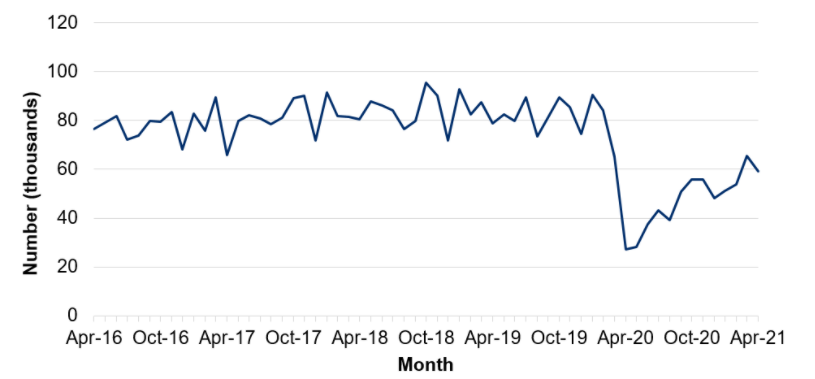 120
100
80
60
40
20
0
Number (thousands)
Apr-16 Oct-16 Apr-17 Oct-17 Apr-18 Oct-18 Apr-19 Oct-19 Apr-20 Oct-20 Apr-21
Month